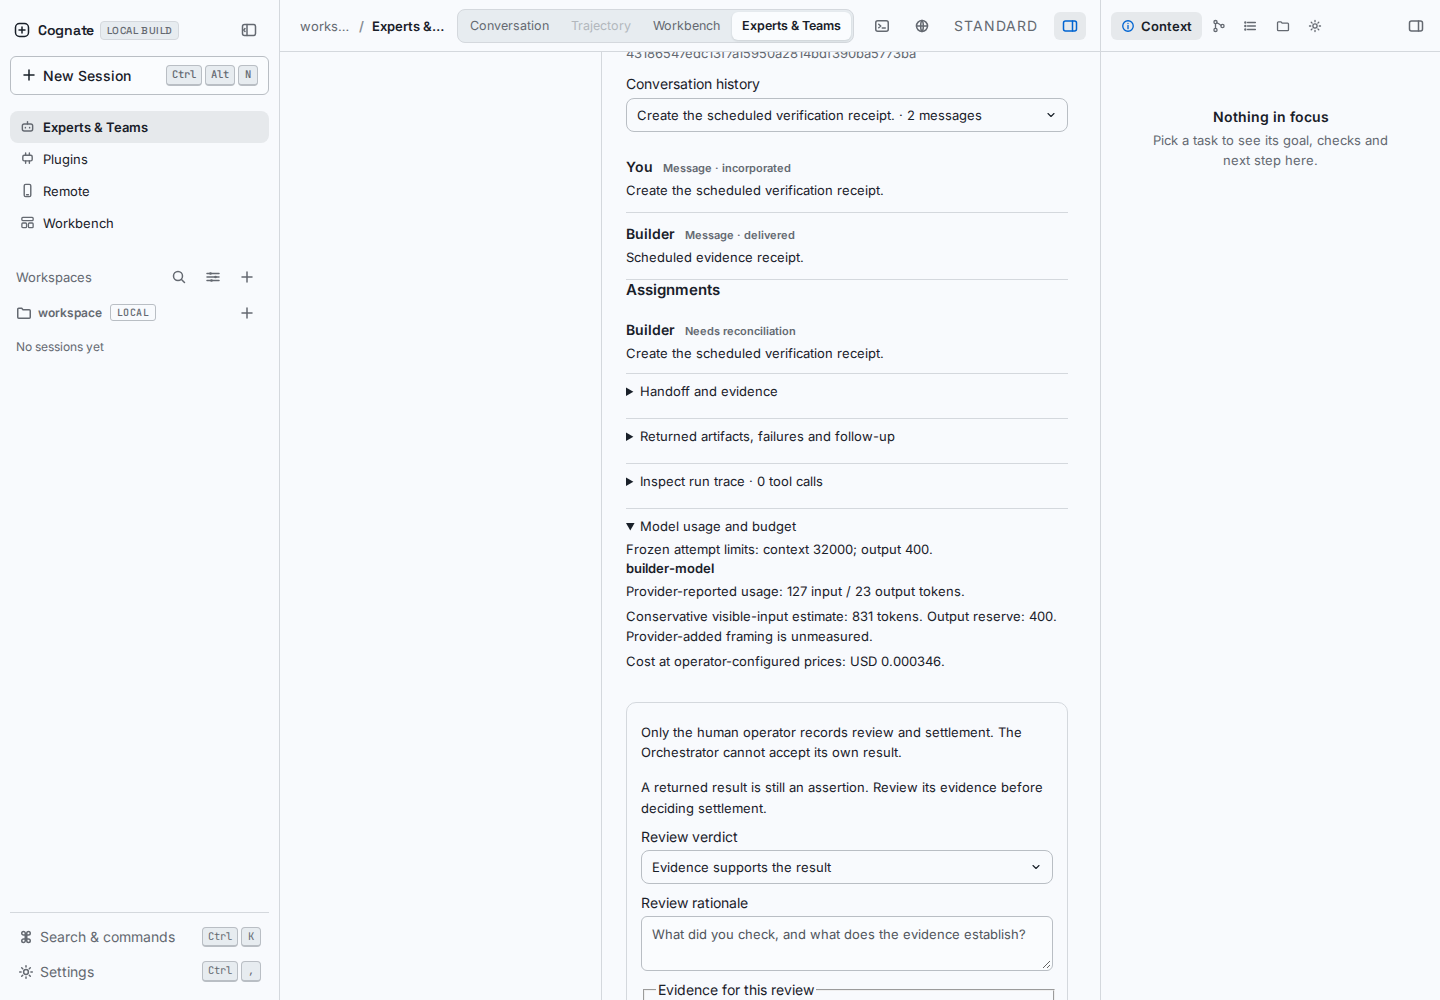 Cognate LOCAL BUILD
New Session Ctrl Alt N
Experts & Teams
Plugins
Remote
Workbench
Workspaces
workspace LOCAL
No sessions yet
Search & commands Ctrl K
Settings Ctrl ,
works... / Experts &...
Conversation Trajectory Workbench Experts & Teams
STANDARD
Conversation history
Create the scheduled verification receipt. · 2 messages
You Message · incorporated
Create the scheduled verification receipt.
Builder Message · delivered
Scheduled evidence receipt.
Assignments
Builder Needs reconciliation
Create the scheduled verification receipt.
Handoff and evidence
Returned artifacts, failures and follow-up
Inspect run trace · 0 tool calls
Model usage and budget
Frozen attempt limits: context 32000; output 400.
builder-model
Provider-reported usage: 127 input / 23 output tokens.
Conservative visible-input estimate: 831 tokens. Output reserve: 400.
Provider-added framing is unmeasured.
Cost at operator-configured prices: USD 0.000346.
Only the human operator records review and settlement. The
Orchestrator cannot accept its own result.
A returned result is still an assertion. Review its evidence before
deciding settlement.
Review verdict
Evidence supports the result
Review rationale
What did you check, and what does the evidence establish?
Evidence for this review
Context
Nothing in focus
Pick a task to see its goal, checks and
next step here.